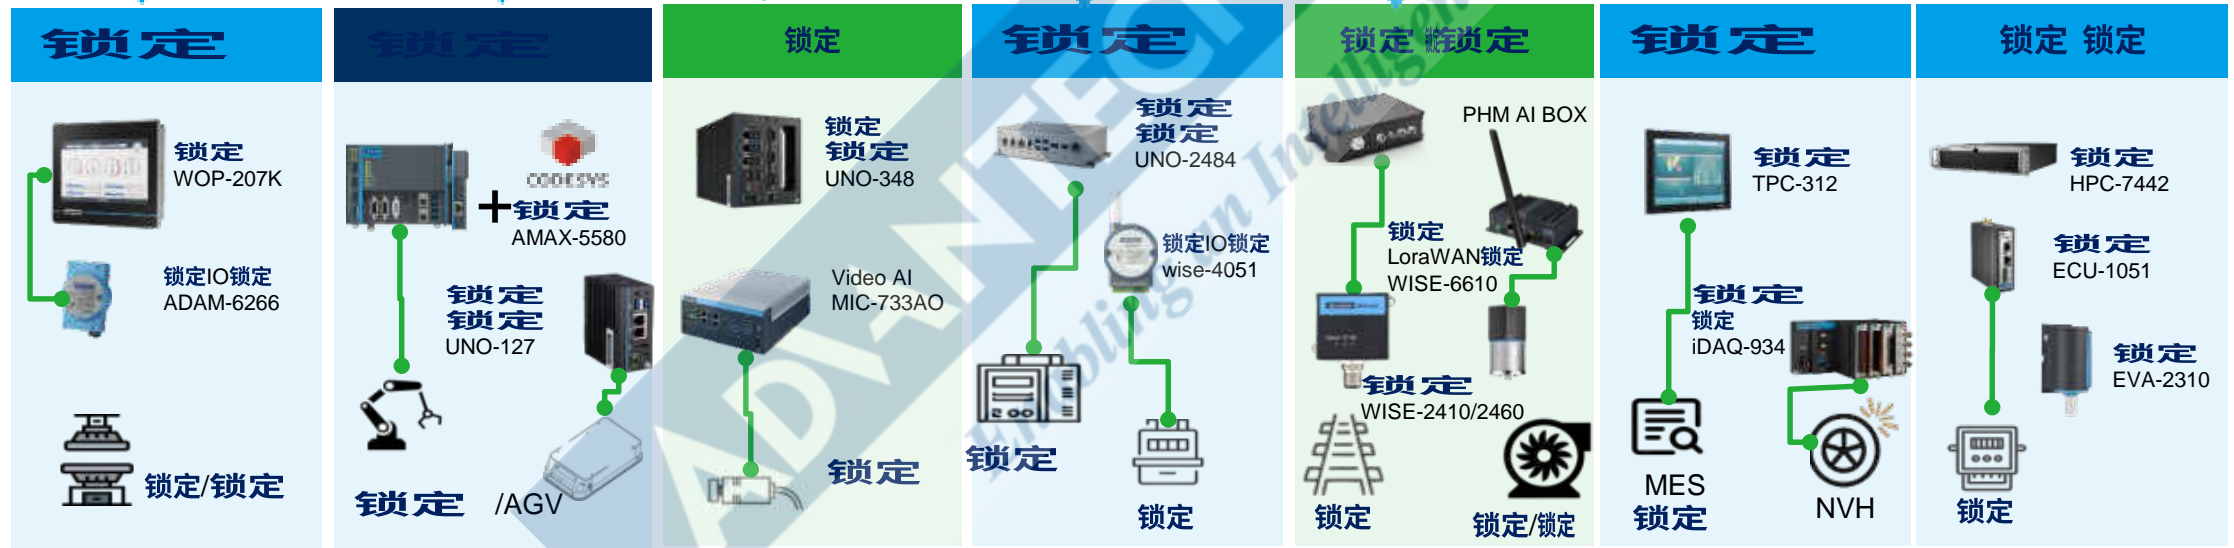 锁定
锁定
WOP-207K
锁定IO锁定
ADAM-6266
锁定/锁定
锁定
CODESYS
+
锁定
AMAX-5580
锁定
锁定
UNO-127
锁定 /AGV
锁定
锁定
锁定
UNO-348
Video AI
MIC-733AO
锁定
锁定
锁定
锁定
UNO-2484
锁定IO锁定
wise-4051
锁定
锁定
锁定 锁定锁定
PHM AI BOX
锁定
LoraWAN锁定
WISE-6610
锁定
WISE-2410/2460
锁定
锁定/锁定
锁定
锁定
TPC-312
锁定
锁定
iDAQ-934
MES
锁定
NVH
锁定 锁定
锁定
HPC-7442
锁定
ECU-1051
锁定
EVA-2310
锁定
ADVANTECH
Enabling an Intelligen